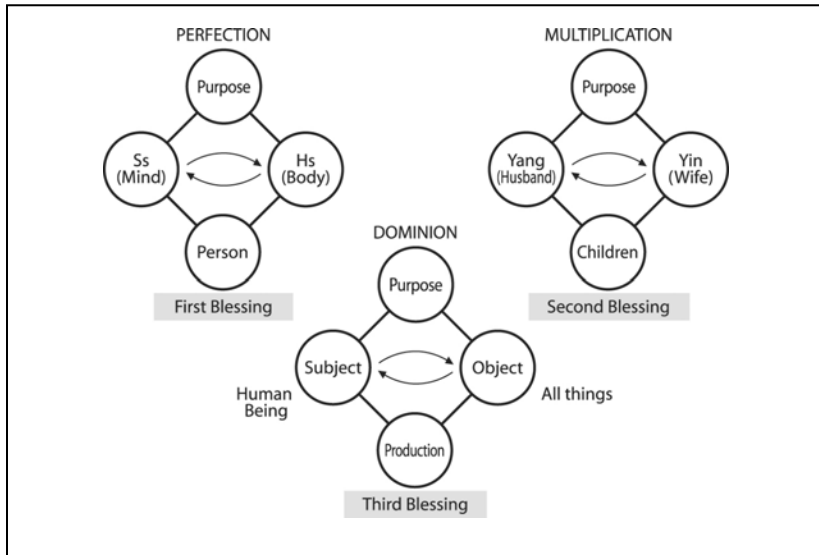 PERFECTION
Purpose
Ss
(Mind)
Hs
(Body)
Person
First Blessing
MULTIPLICATION
Purpose
Yang
(Husband)
Yin
(Wife)
Children
Second Blessing
DOMINION
Purpose
Subject
Object
Human
Being
All things
Production
Third Blessing